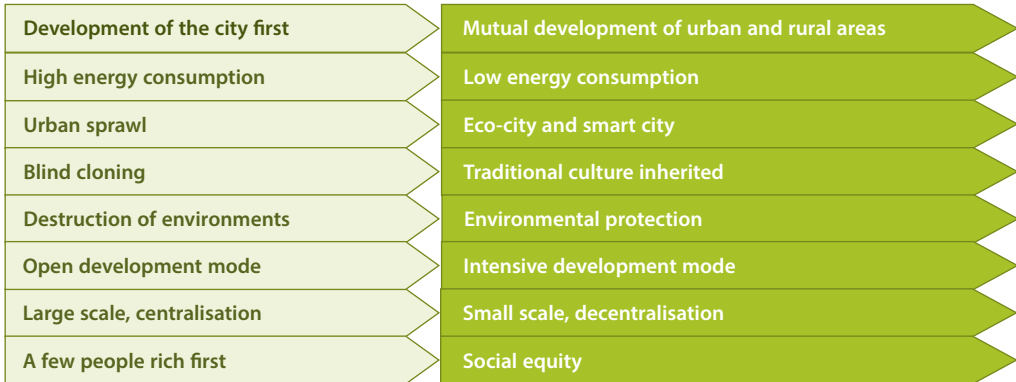 Development of the city first
Mutual development of urban and rural areas
High energy consumption
Low energy consumption
Urban sprawl
Eco-city and smart city
Blind cloning
Traditional culture inherited
Destruction of environments
Environmental protection
Open development mode
Intensive development mode
Large scale, centralisation
Small scale, decentralisation
A few people rich first
Social equity